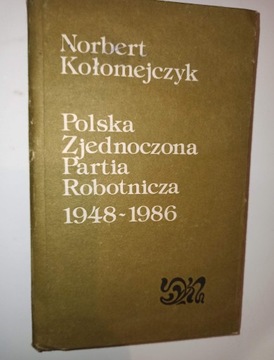 Norbert
Kołomejczyk
Polska
Zjednoczona
Partia
Robotnicza
1948-1986